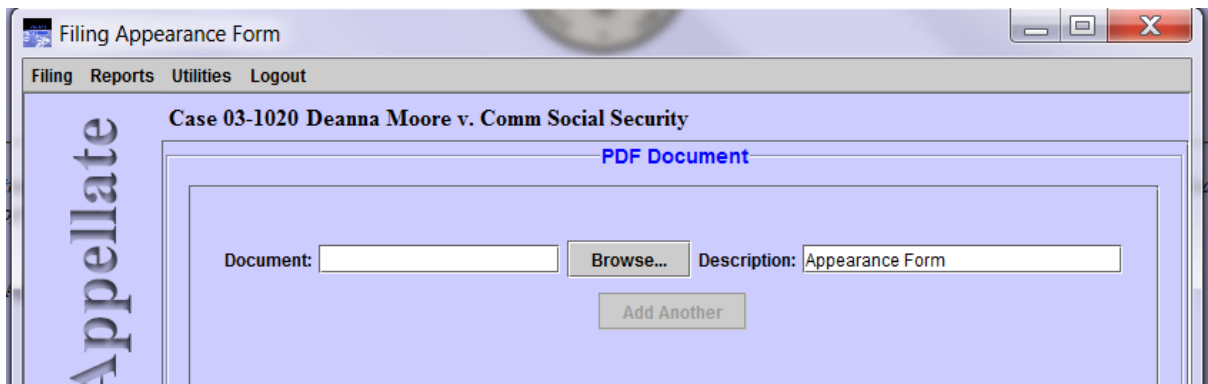 Filing Appearance Form
Filing Reports Utilities Logout
Case 03-1020 Deanna Moore v. Comm Social Security
PDF Document
Appellate
Document: Browse... Description: Appearance Form
Add Another